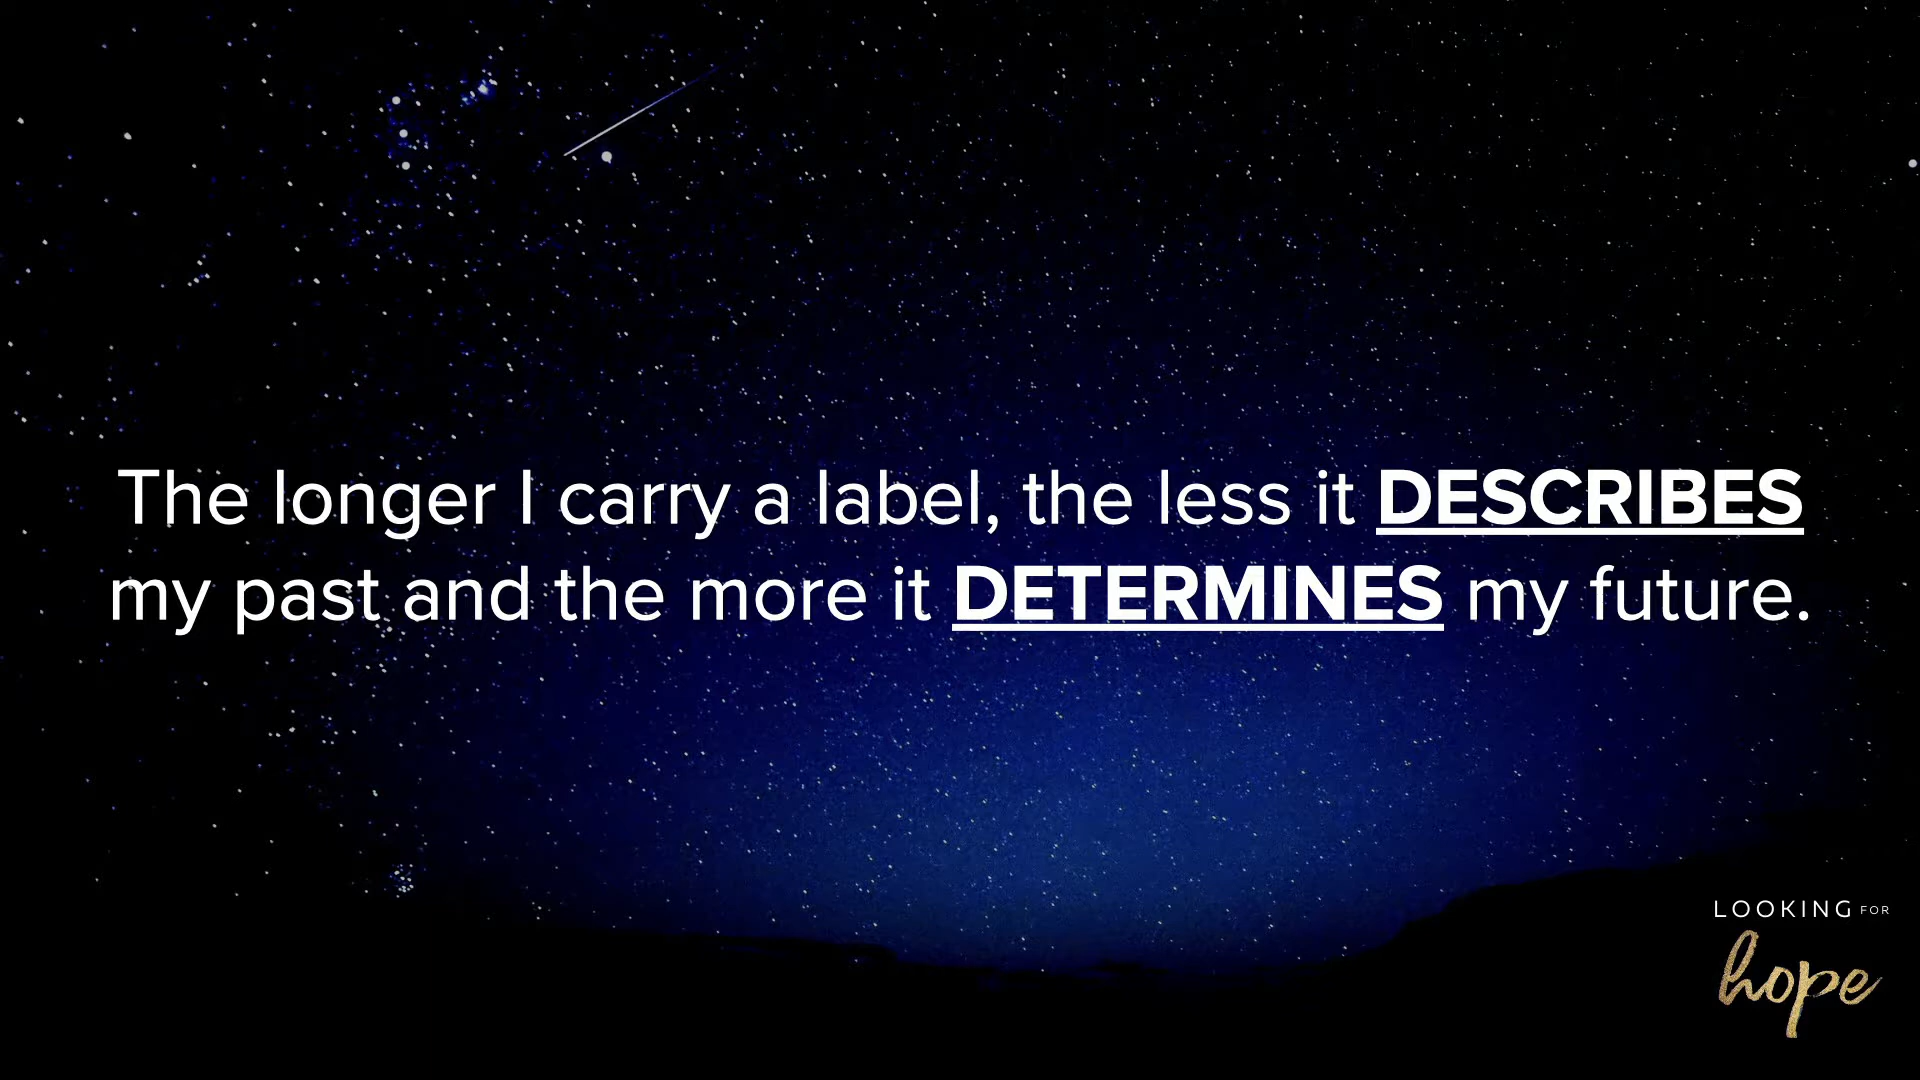 The longer I carry a label, the less it DESCRIBES
my past and the more it DETERMINES my future.
LOOKING FOR
hope